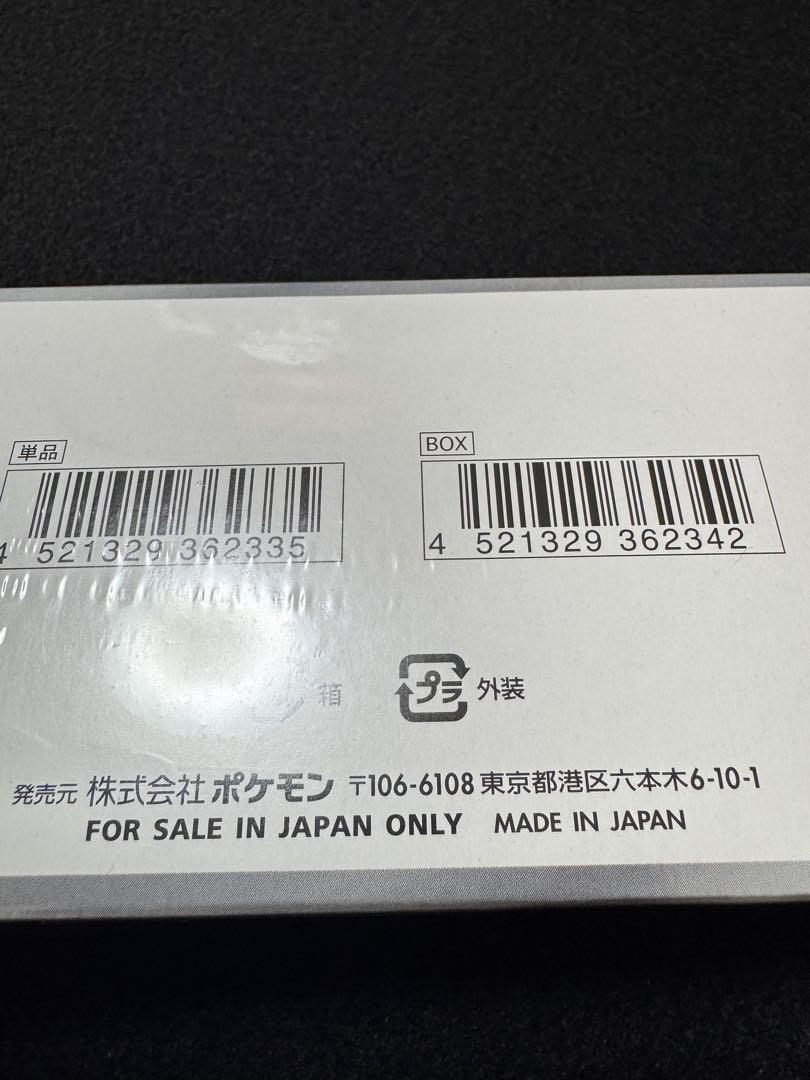 単品
BOX
4 521329 362335
4 521329 362342
箱
プラ 外装
発売元 株式会社ポケモン 〒106-6108 東京都港区六本木6-10-1
FOR SALE IN JAPAN ONLY MADE IN JAPAN